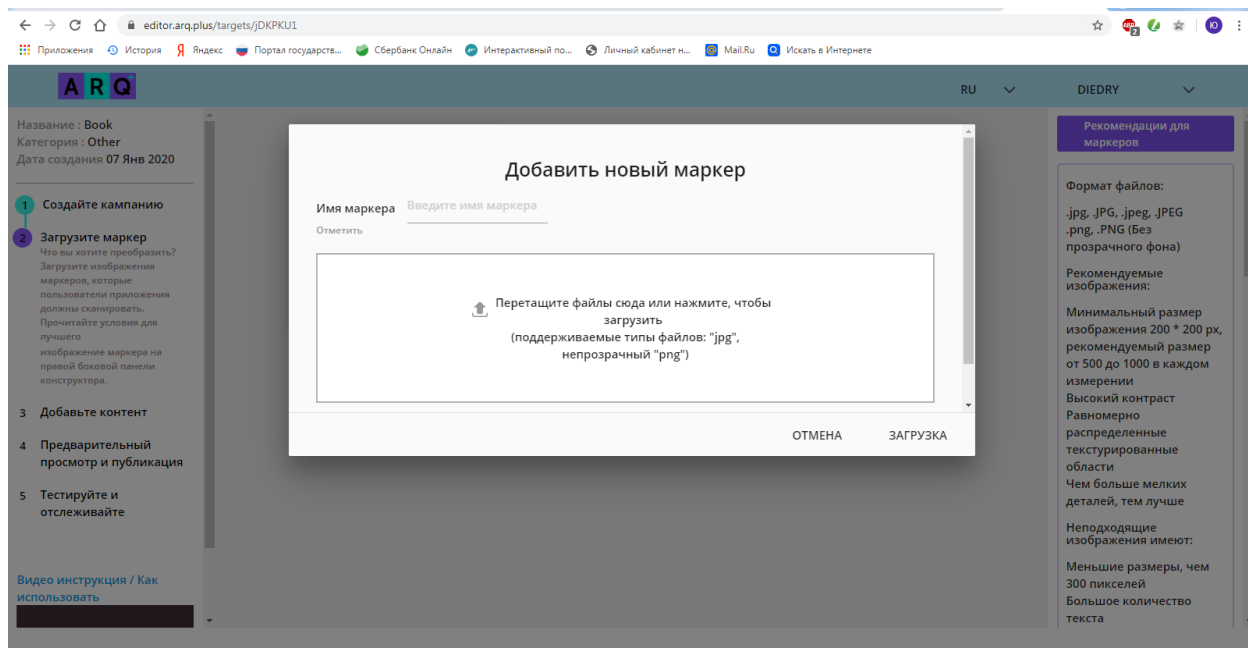 editor.arq.plus/targets/jDKPKU1
ABP
2
Ю
Приложения История Яндекс Портал государств... Сбербанк Онлайн Интерактивный по... Личный кабинет н... Mail.Ru Искать в Интернете
ARQ
RU
DIEDRY
Название : Book
Категория : Other
Дата создания 07 Янв 2020
1 Создайте кампанию
2 Загрузите маркер
Что вы хотите преобразить?
Загрузите изображения
маркеров, которые
пользователи приложения
должны сканировать.
Прочитайте условия для
лучшего
изображение маркера на
правой боковой панели
конструктора.
3 Добавьте контент
4 Предварительный
просмотр и публикация
5 Тестируйте и
отслеживайте
Видео инструкция / Как
использовать
Добавить новый маркер
Имя маркера Введите имя маркера
Отметить
Перетащите файлы сюда или нажмите, чтобы
загрузить
(поддерживаемые типы файлов: "jpg",
непрозрачный "png")
ОТМЕНА ЗАГРУЗКА
Рекомендации для
маркеров
Формат файлов:
.jpg, .JPG, .jpeg, .JPEG
.png, .PNG (Без
прозрачного фона)
Рекомендуемые
изображения:
Минимальный размер
изображения 200 * 200 px,
рекомендуемый размер
от 500 до 1000 в каждом
измерении
Высокий контраст
Равномерно
распределенные
текстурированные
области
Чем больше мелких
деталей, тем лучше
Неподходящие
изображения имеют:
Меньшие размеры, чем
300 пикселей
Большое количество
текста